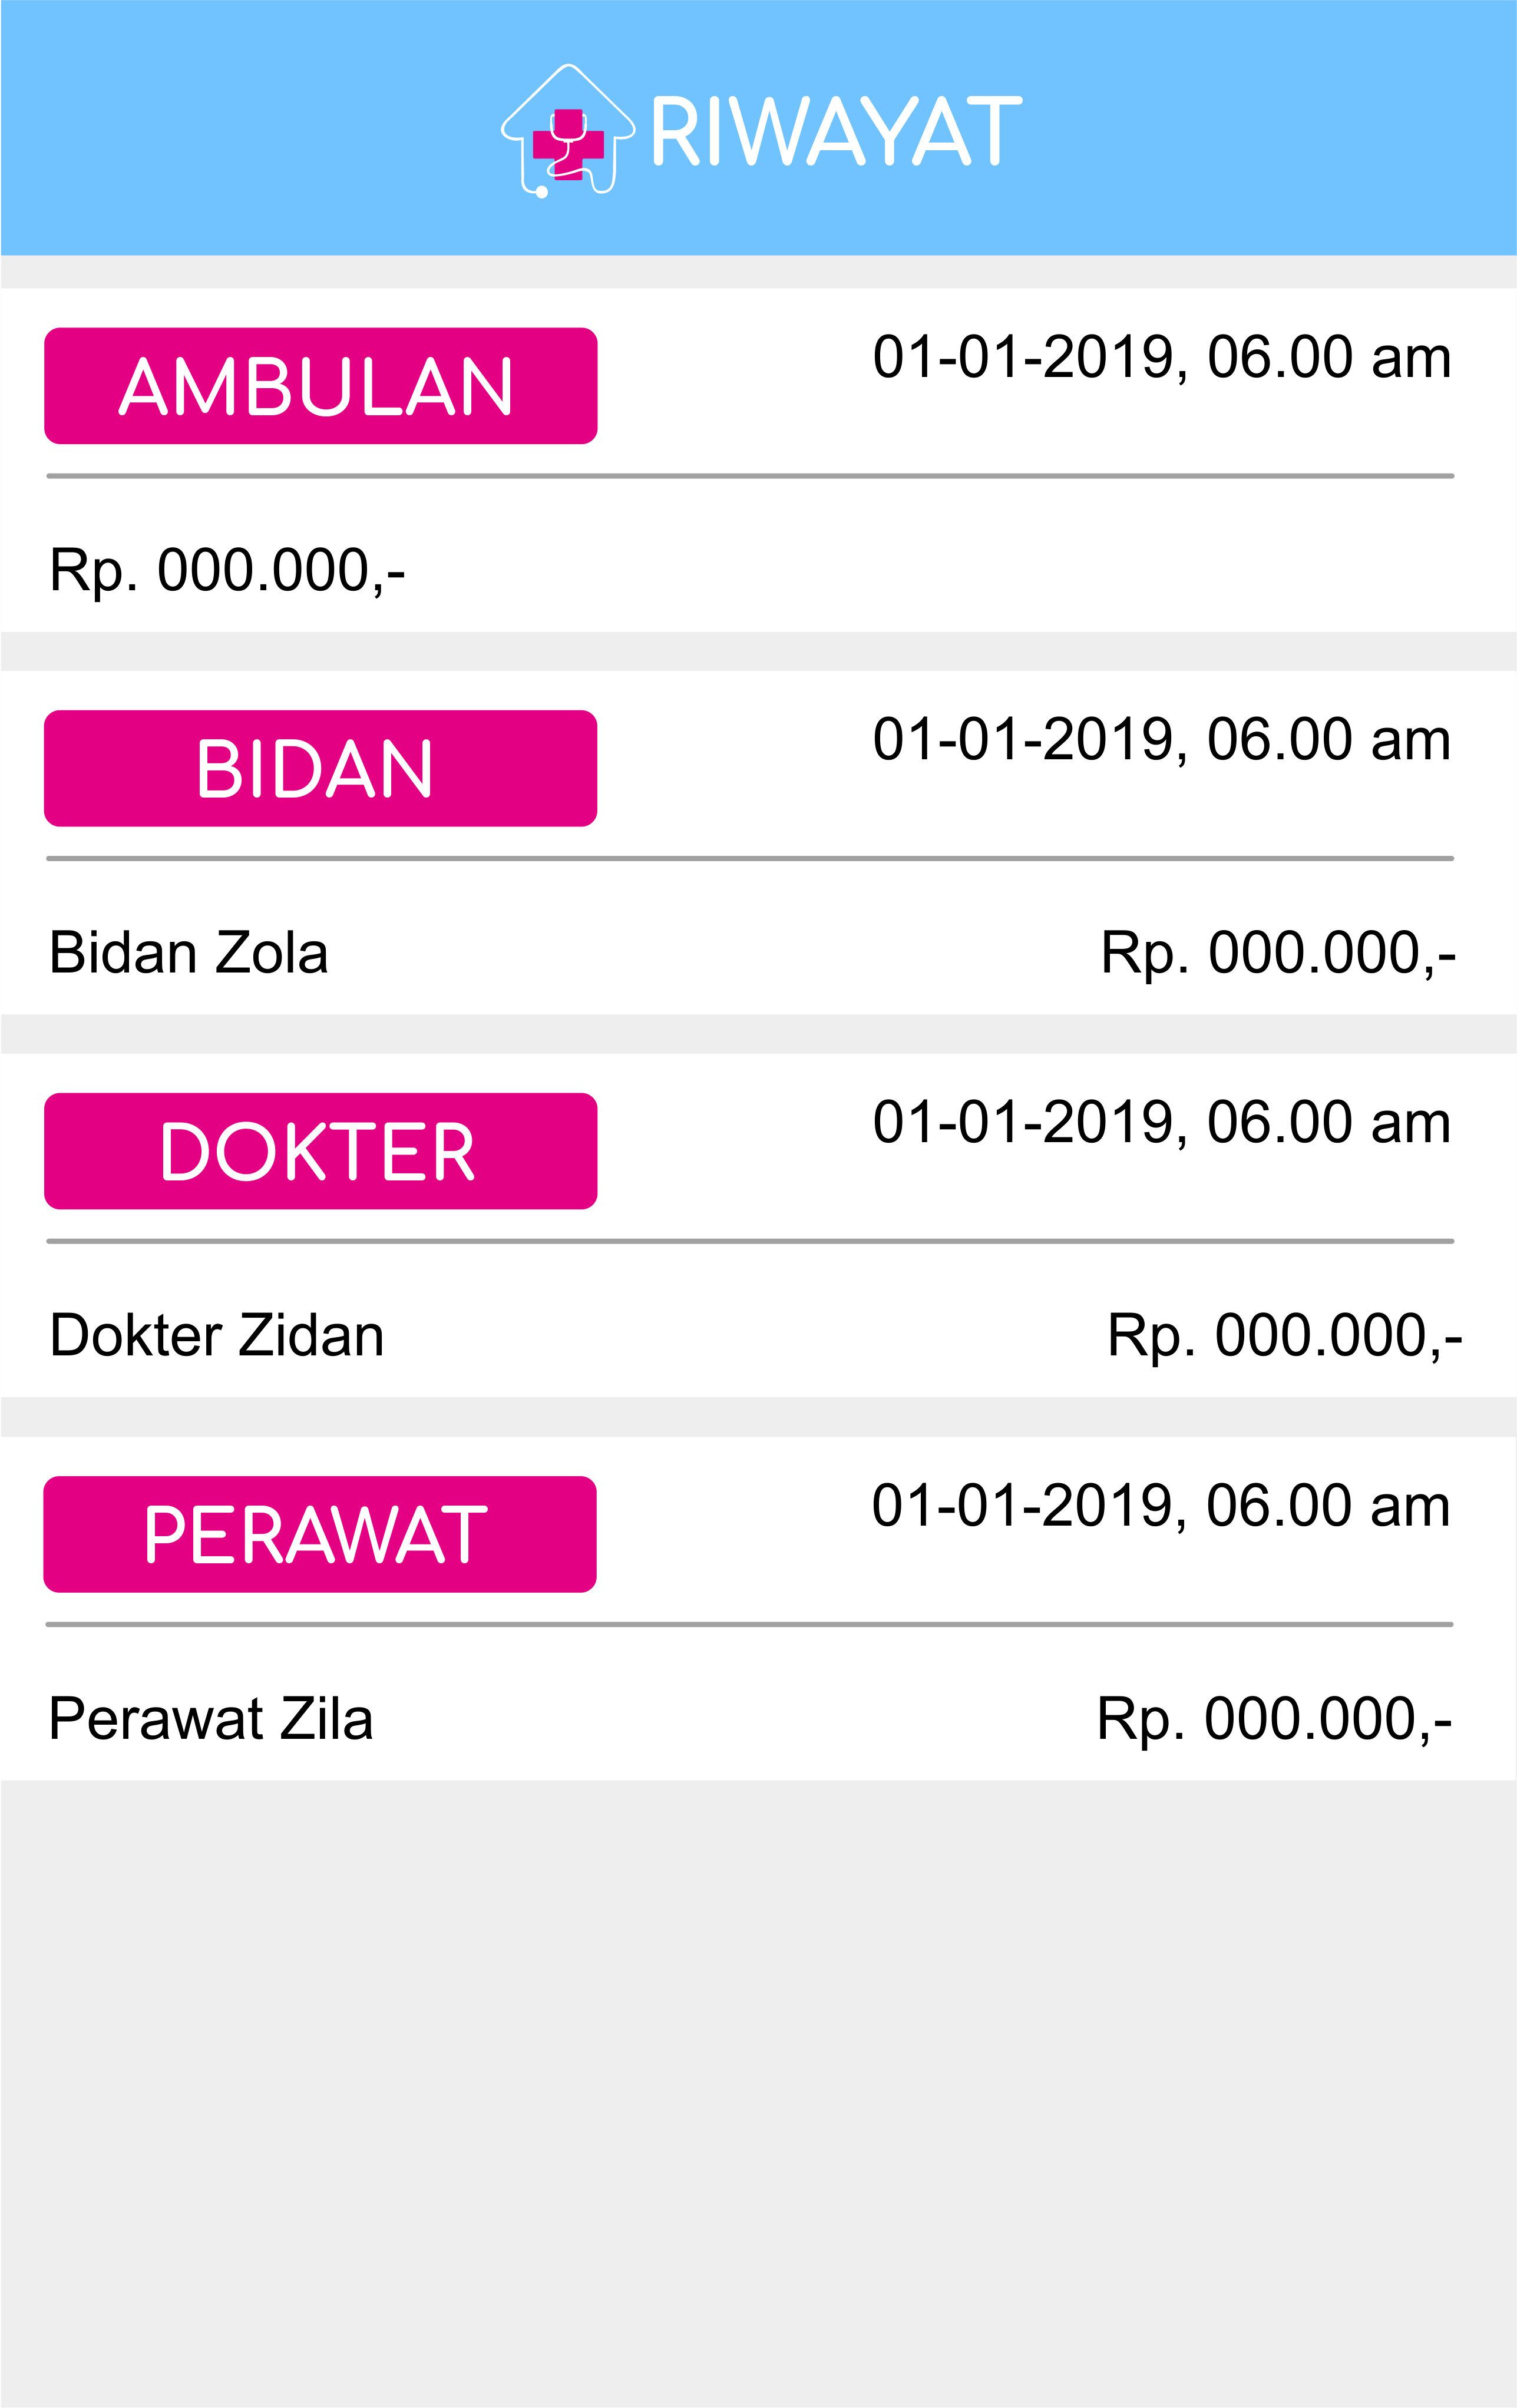 RIWAYAT
AMBULAN
01-01-2019, 06.00 am
Rp. 000.000,-
BIDAN
01-01-2019, 06.00 am
Bidan Zola
Rp. 000.000,-
DOKTER
01-01-2019, 06.00 am
Dokter Zidan
Rp. 000.000,-
PERAWAT
01-01-2019, 06.00 am
Perawat Zila
Rp. 000.000,-